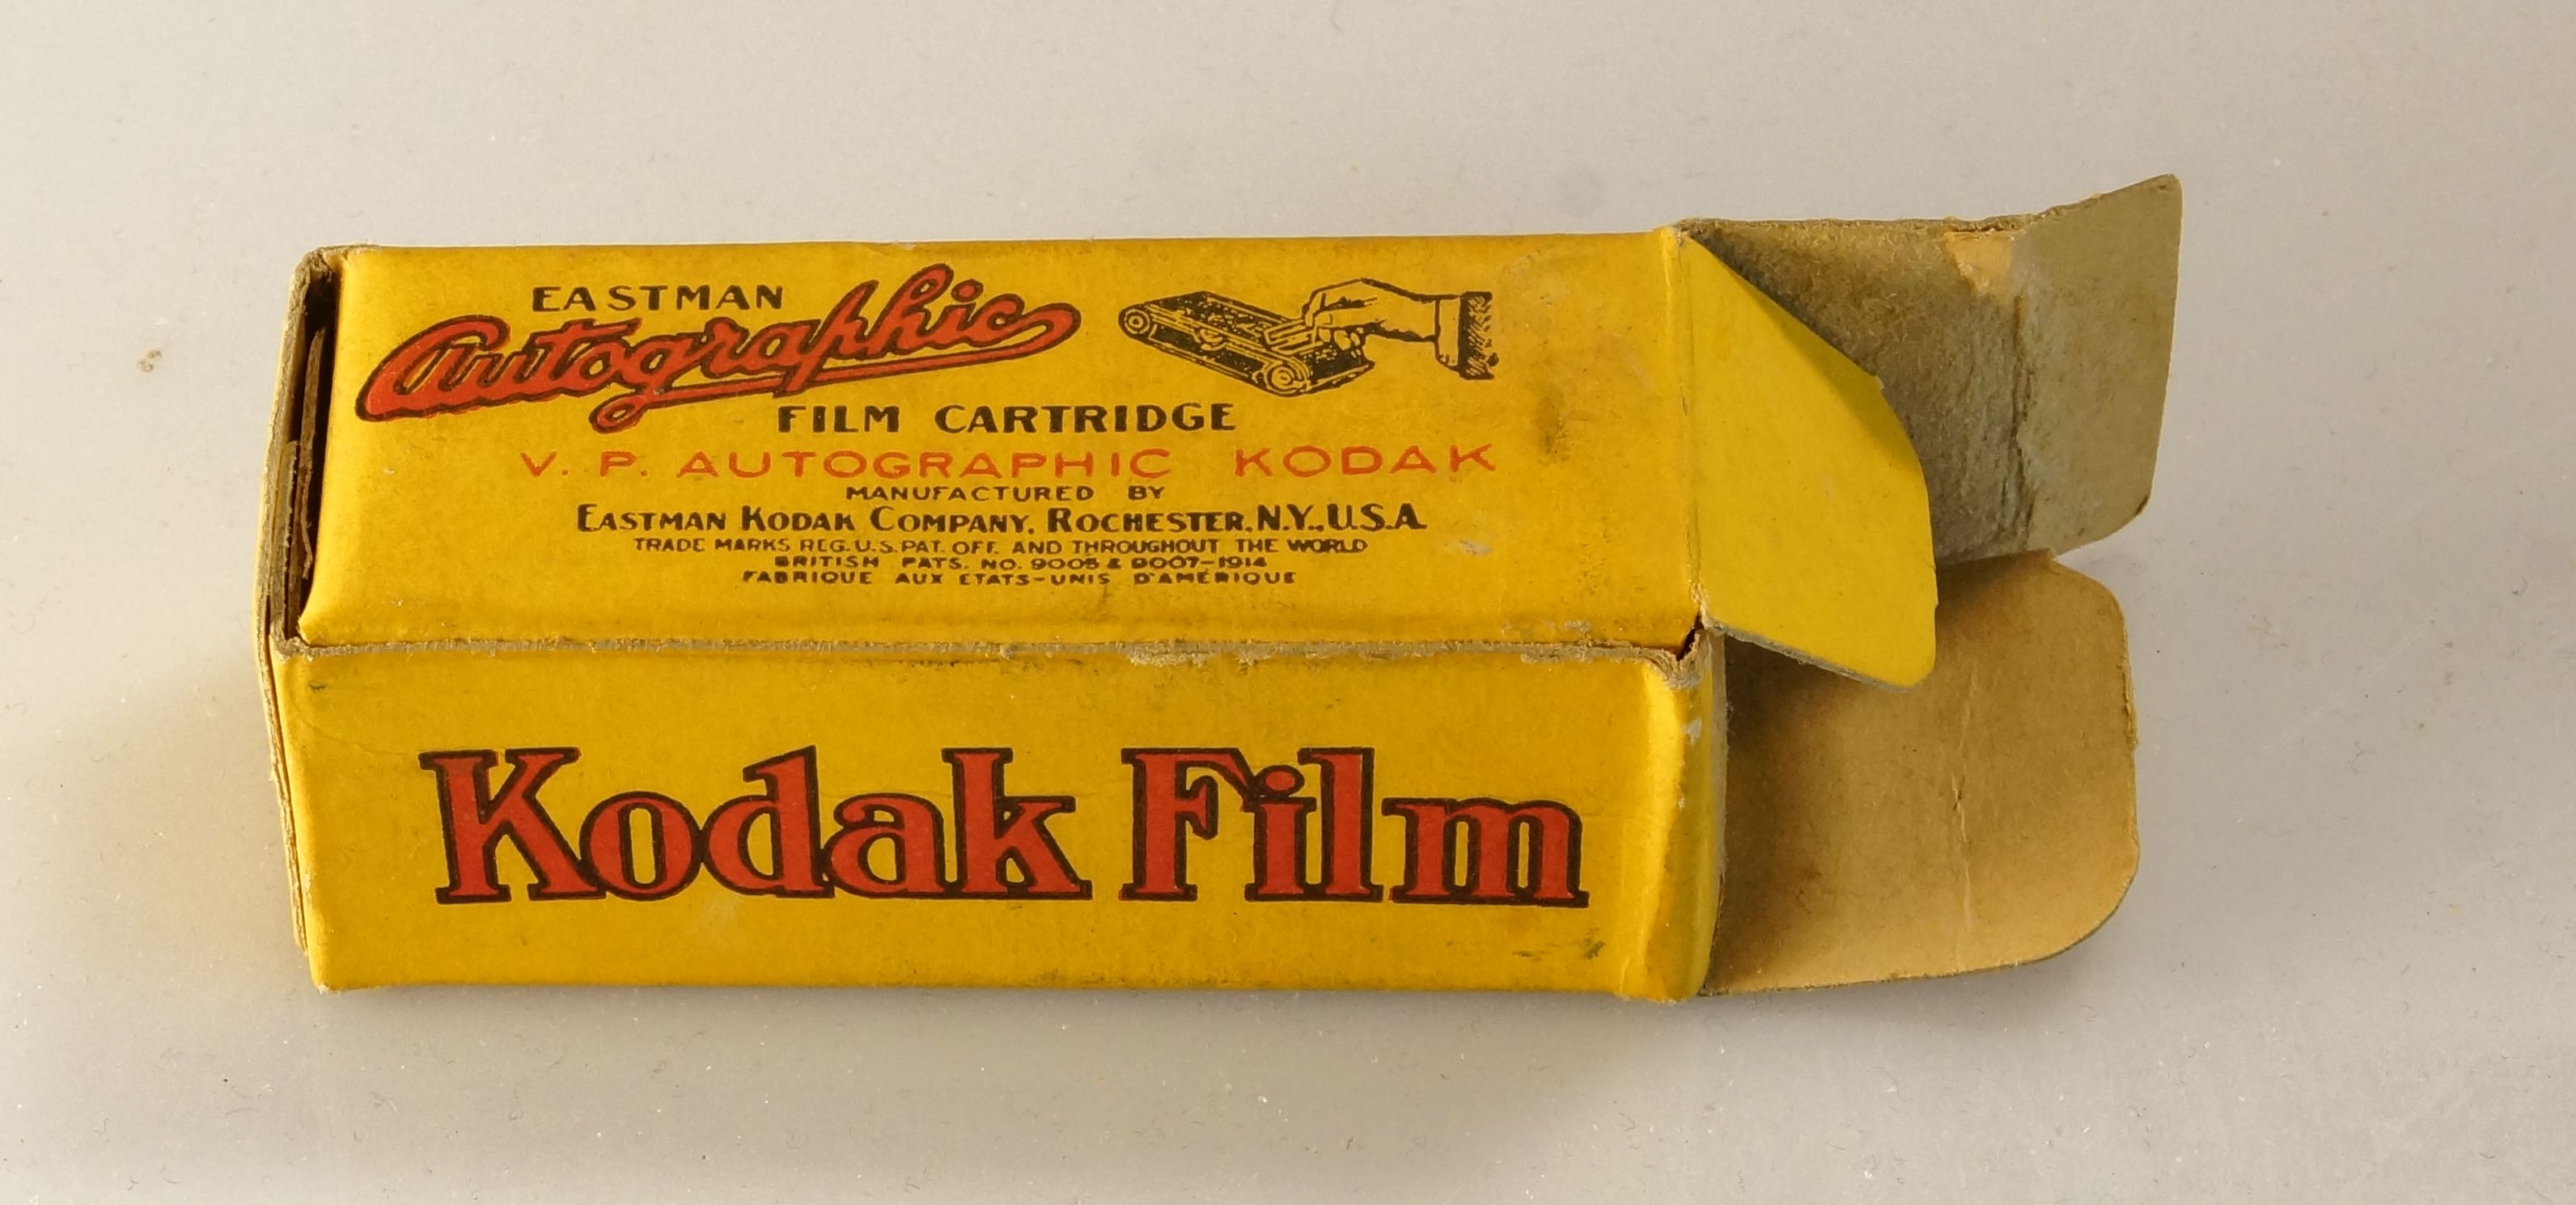 EASTMAN
Autographic
FILM CARTRIDGE
V. P. AUTOGRAPHIC KODAK
MANUFACTURED BY
EASTMAN KODAK COMPANY, ROCHESTER, N.Y., U.S.A.
TRADE MARKS REG. U.S. PAT. OFF. AND THROUGHOUT THE WORLD
BRITISH PATS. NO. 9005 & 9007-1914
FABRIQUE AUX ETATS-UNIS D'AMÉRIQUE
Kodak Film